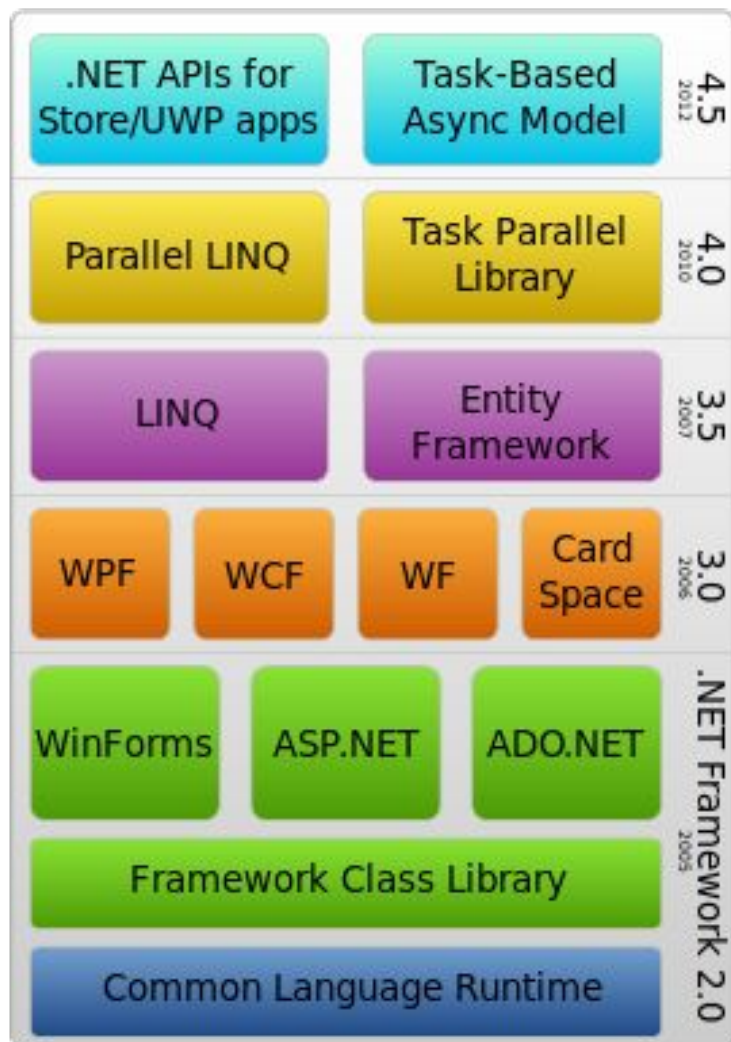 .NET APIs for
Store/UWP apps
Task-Based
Async Model
4.5
2012
Parallel LINQ
Task Parallel
Library
4.0
2010
LINQ
Entity
Framework
3.5
2007
WPF
WCF
WF
Card
Space
3.0
2006
WinForms
ASP.NET
ADO.NET
Framework Class Library
Common Language Runtime
.NET Framework 2.0
2005